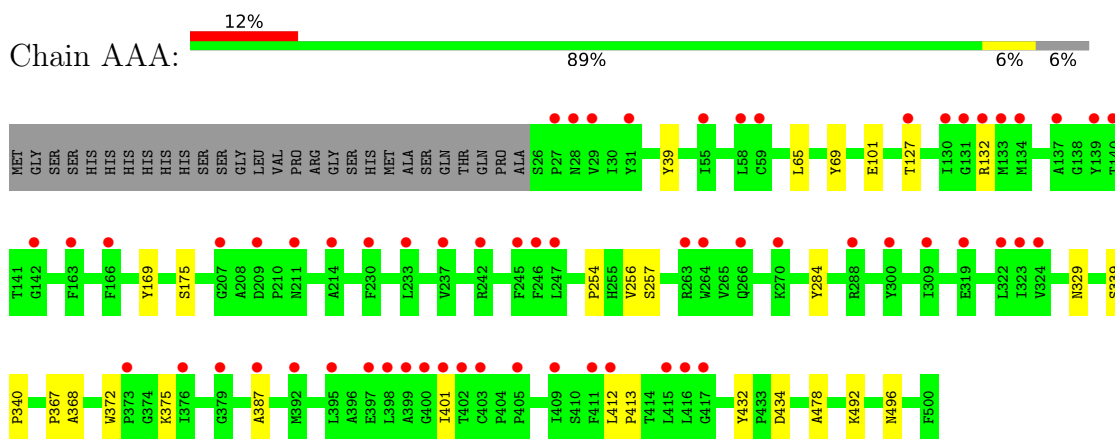 Chain AAA:
12%
89%
6%
6%
MET GLY SER SER HIS HIS HIS HIS HIS HIS SER SER GLY LEU VAL PRO ARG GLY SER HIS MET ALA SER GLN THR GLN PRO ALA S26 P27 N28 V29 I30 Y31 Y39 I55 L58 C59 L65 Y69 E101 T127 I130 G131 R132 M133 M134 A137 G138 Y139 T140
T141 G142 F163 F166 Y169 S175 G207 A208 D209 P210 N211 A214 F230 L233 V237 R242 F245 F246 L247 P254 H255 V256 S257 R263 W264 V265 Q266 K270 Y284 R288 Y300 I309 E319 L322 I323 V324 N329 S339
P340 P367 A368 W372 P373 G374 K375 I376 G379 A387 M392 L395 A396 E397 L398 A399 G400 I401 T402 C403 P404 P405 I409 S410 F411 L412 P413 T414 L415 L416 G417 Y432 P433 D434 A478 K492 N496 F500